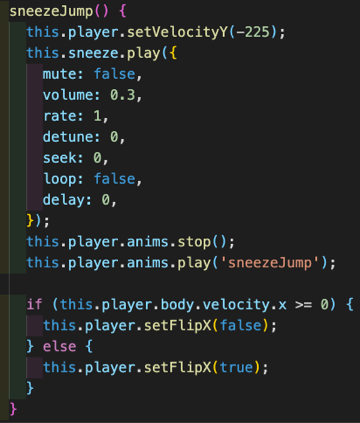 sneezeJump() {
this.player.setVelocityY(-225);
this.sneeze.play({
mute: false,
volume: 0.3,
rate: 1,
detune: 0,
seek: 0,
loop: false,
delay: 0,
});
this.player.anims.stop();
this.player.anims.play('sneezeJump');
if (this.player.body.velocity.x >= 0) {
this.player.setFlipX(false);
} else {
this.player.setFlipX(true);
}
}